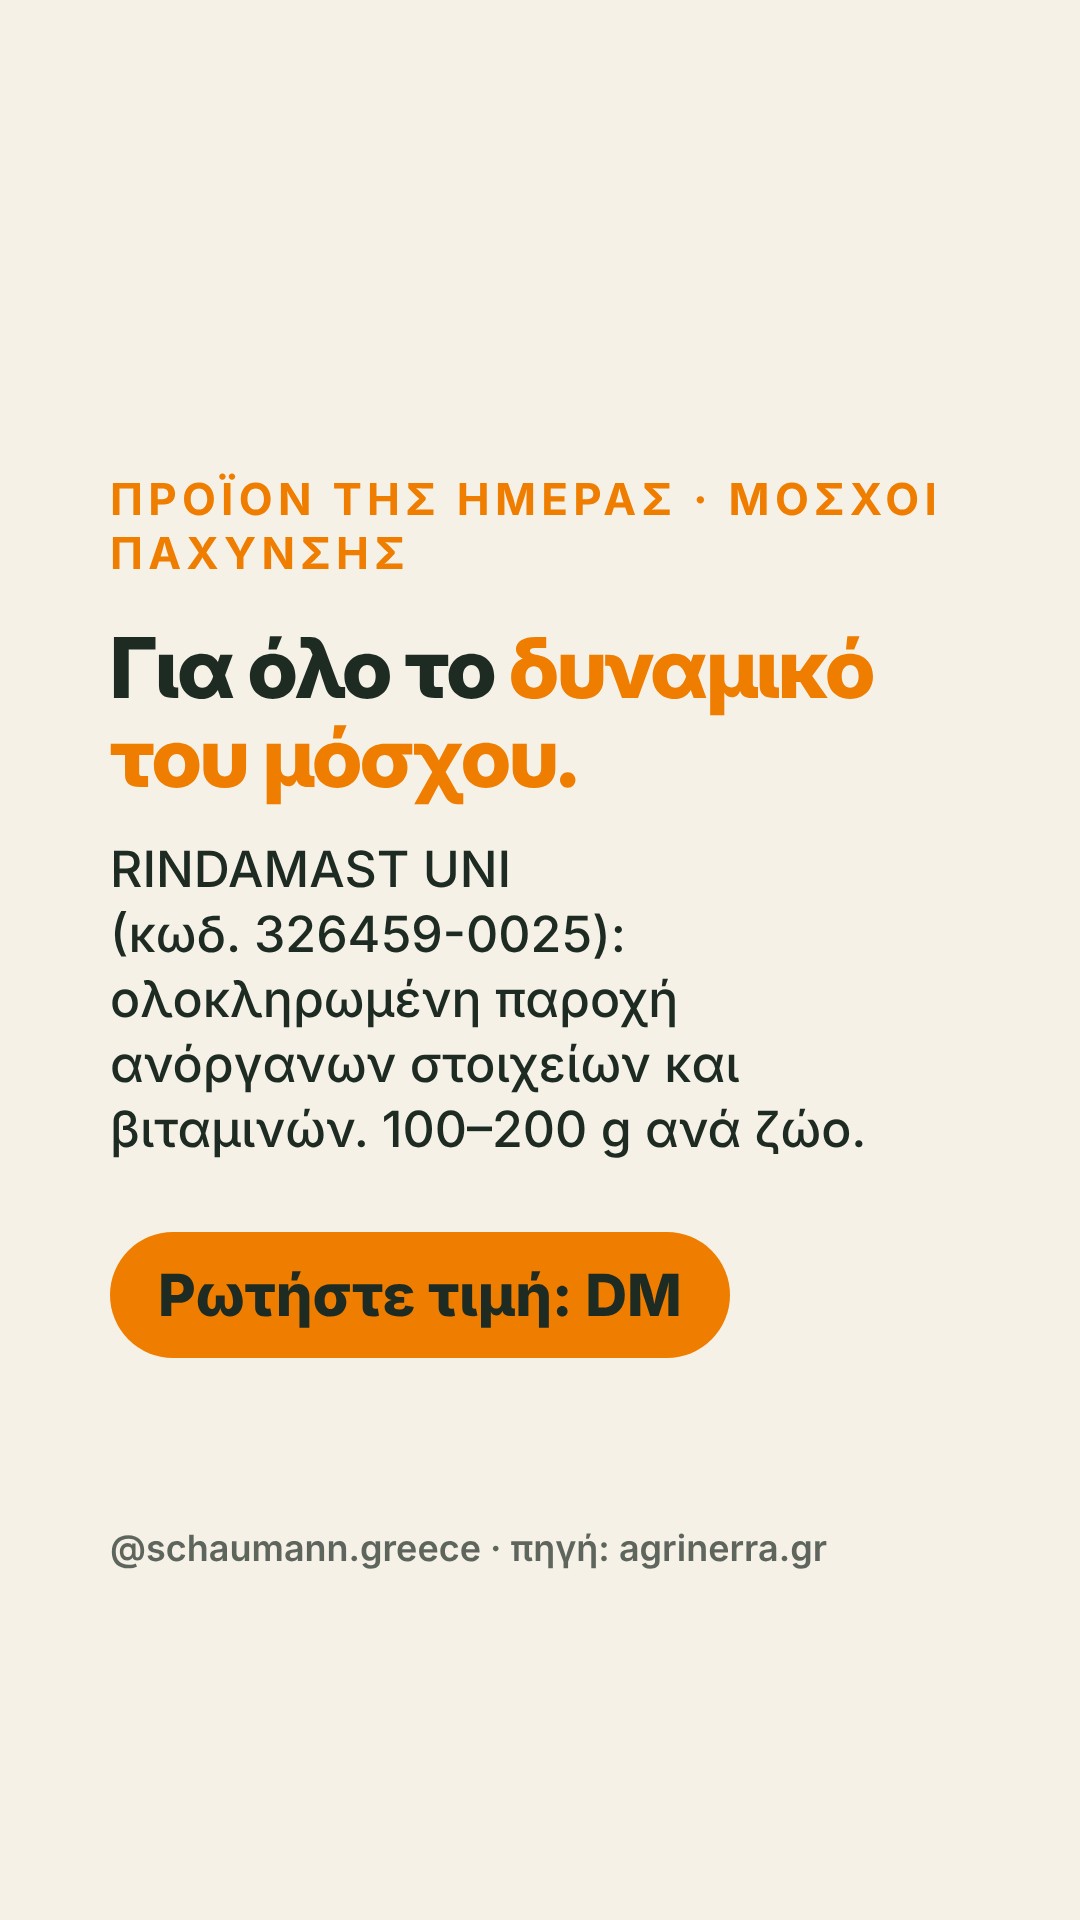 ΠΡΟΪΟΝ ΤΗΣ ΗΜΕΡΑΣ · ΜΟΣΧΟΙ
ΠΑΧΥΝΣΗΣ
Για όλο το δυναμικό
του μόσχου.
RINDAMAST UNI
(κωδ. 326459-0025):
ολοκληρωμένη παροχή
ανόργανων στοιχείων και
βιταμινών. 100–200 g ανά ζώο.
Ρωτήστε τιμή: DM
@schaumann.greece · πηγή: agrinerra.gr